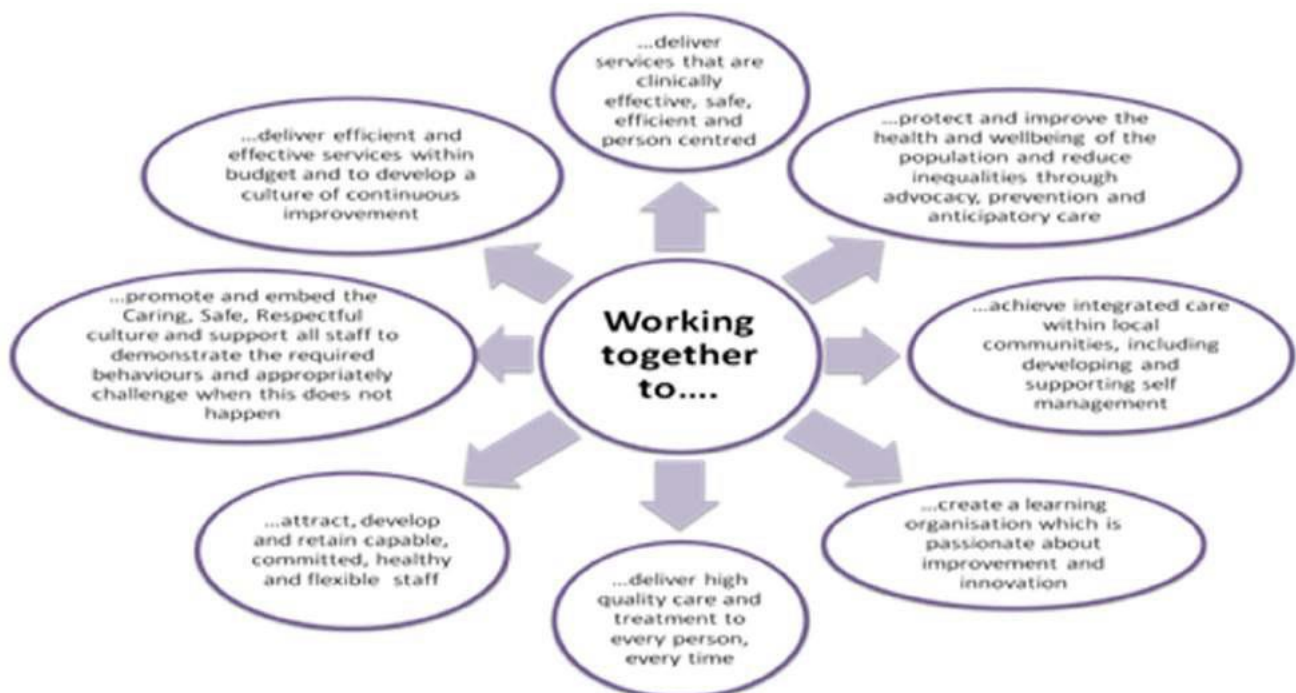 Working
together
to....
...deliver
services that are
clinically
effective, safe,
efficient and
person centred
...protect and improve the
health and wellbeing of the
population and reduce
inequalities through
advocacy, prevention and
anticipatory care
...achieve integrated care
within local
communities, including
developing and
supporting self
management
...create a learning
organisation which is
passionate about
improvement and
innovation
...deliver high
quality care and
treatment to
every person,
every time
...attract, develop
and retain capable,
committed, healthy
and flexible staff
...promote and embed the
Caring, Safe, Respectful
culture and support all staff to
demonstrate the required
behaviours and appropriately
challenge when this does not
happen
...deliver efficient and
effective services within
budget and to develop a
culture of continuous
improvement